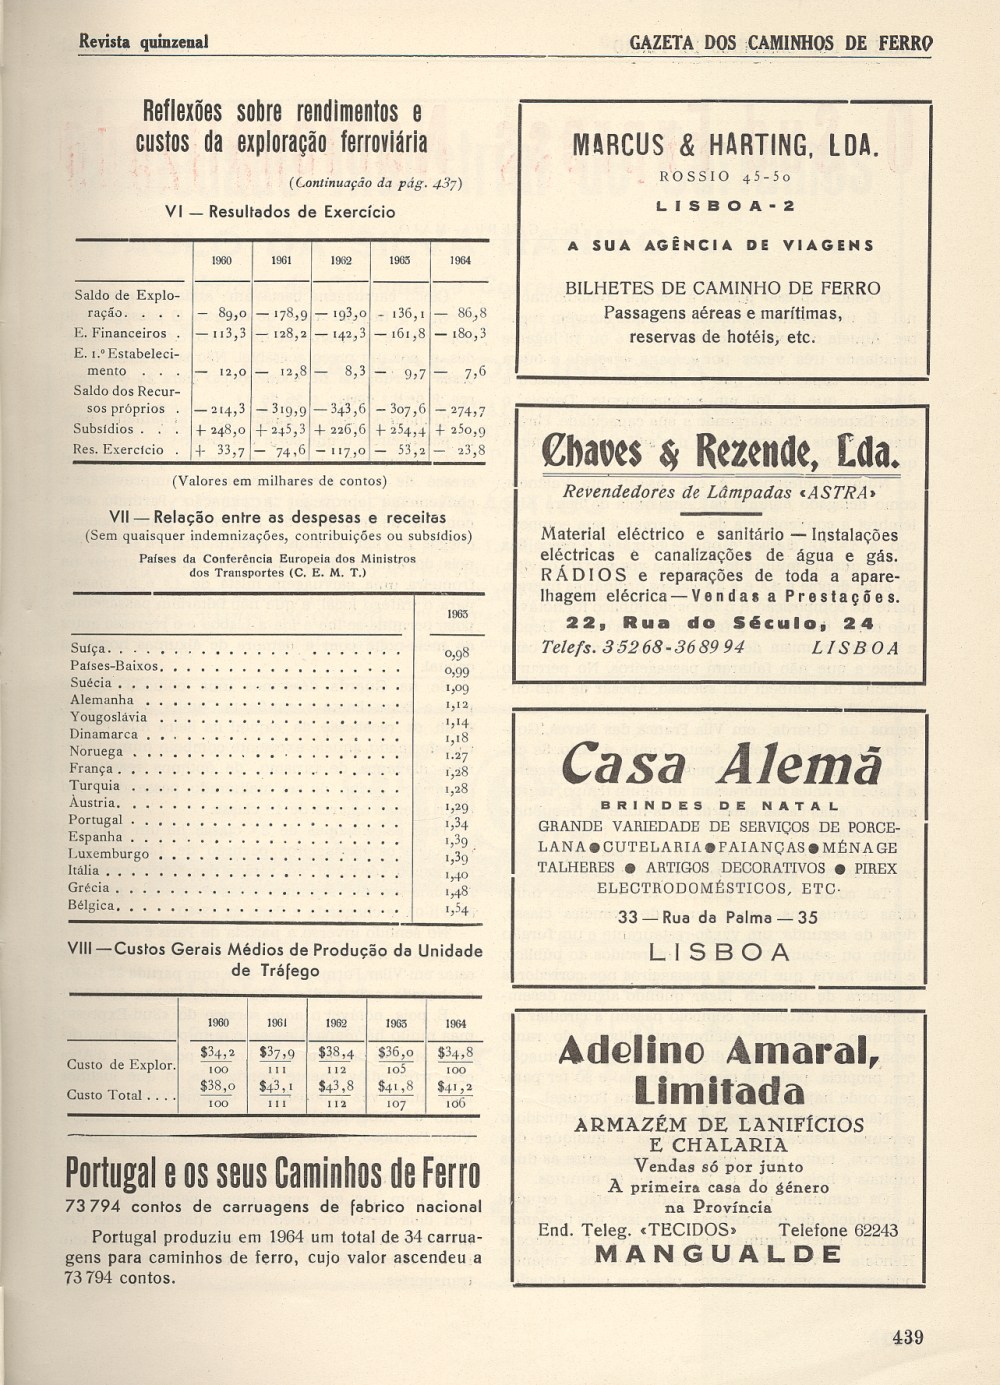 Revista quinzenal
GAZETA DOS CAMINHOS DE FERRO
Reflexões sobre rendimentos e
custos da exploração ferroviária
(Continuação da pág. 437)
VI — Resultados de Exercício
1960 1961 1962 1963 1964
Saldo de Explo-
ração. . . . — 89,0 —178,9 —193,0 - 136,1 — 86,8
E. Financeiros . —113,3 —128,2 —142,3 —161,8 —180,3
E. 1.º Estabeleci-
mento . . . — 12,0 — 12,8 — 8,3 — 9,7 — 7,6
Saldo dos Recur-
sos próprios . —214,3 —319,9 —343,6 —307,6 —274,7
Subsídios . . . +248,0 +245,3 +226,6 +254,4 +250,9
Res. Exercício . + 33,7 — 74,6 —117,0 — 53,2 — 23,8
(Valores em milhares de contos)
VII — Relação entre as despesas e receitas
(Sem quaisquer indemnizações, contribuições ou subsídios)
Países da Conferência Europeia dos Ministros
dos Transportes (C. E. M. T.)
1963
Suíça. . . . 0,98
Países-Baixos. . . . 0,99
Suécia . . . . 1,09
Alemanha . . . . 1,12
Yougoslávia . . . . 1,14
Dinamarca . . . . 1,18
Noruega . . . . 1.27
França . . . . 1,28
Turquia . . . . 1,28
Àustria. . . . 1,29
Portugal . . . . 1,34
Espanha . . . . 1,39
Luxemburgo . . . . 1,39
Itália . . . . 1,40
Grécia . . . . 1,48
Bélgica. . . . 1,54
VIII — Custos Gerais Médios de Produção da Unidade
de Tráfego
1960 1961 1962 1963 1964
Custo de Explor. $34,2 $37,9 $38,4 $36,0 $34,8
100 111 112 105 100
Custo Total . . . . $38,0 $43,1 $43,8 $41,8 $41,2
100 111 112 107 106
Portugal e os seus Caminhos de Ferro
73 794 contos de carruagens de fabrico nacional
Portugal produziu em 1964 um total de 34 carrua-
gens para caminhos de ferro, cujo valor ascendeu a
73 794 contos.
MARCUS & HARTING, LDA.
ROSSIO 45-50
LISBOA-2
A SUA AGÊNCIA DE VIAGENS
BILHETES DE CAMINHO DE FERRO
Passagens aéreas e marítimas,
reservas de hotéis, etc.
Chaves & Rezende, Lda.
Revendedores de Lâmpadas «ASTRA»
Material eléctrico e sanitário — Instalações
eléctricas e canalizações de água e gás.
RÁDIOS e reparações de toda a apare-
lhagem elécrica — Vendas a Prestações.
22, Rua do Século, 24
Telefs. 35268-368994 LISBOA
Casa Alemã
BRINDES DE NATAL
GRANDE VARIEDADE DE SERVIÇOS DE PORCE-
LANA●CUTELARIA●FAIANÇAS●MÉNAGE
TALHERES ● ARTIGOS DECORATIVOS ● PIREX
ELECTRODOMÉSTICOS, ETC.
33 — Rua da Palma — 35
LISBOA
Adelino Amaral,
Limitada
ARMAZÉM DE LANIFÍCIOS
E CHALARIA
Vendas só por junto
A primeira casa do género
na Província
End. Teleg. «TECIDOS» Telefone 62243
MANGUALDE
439